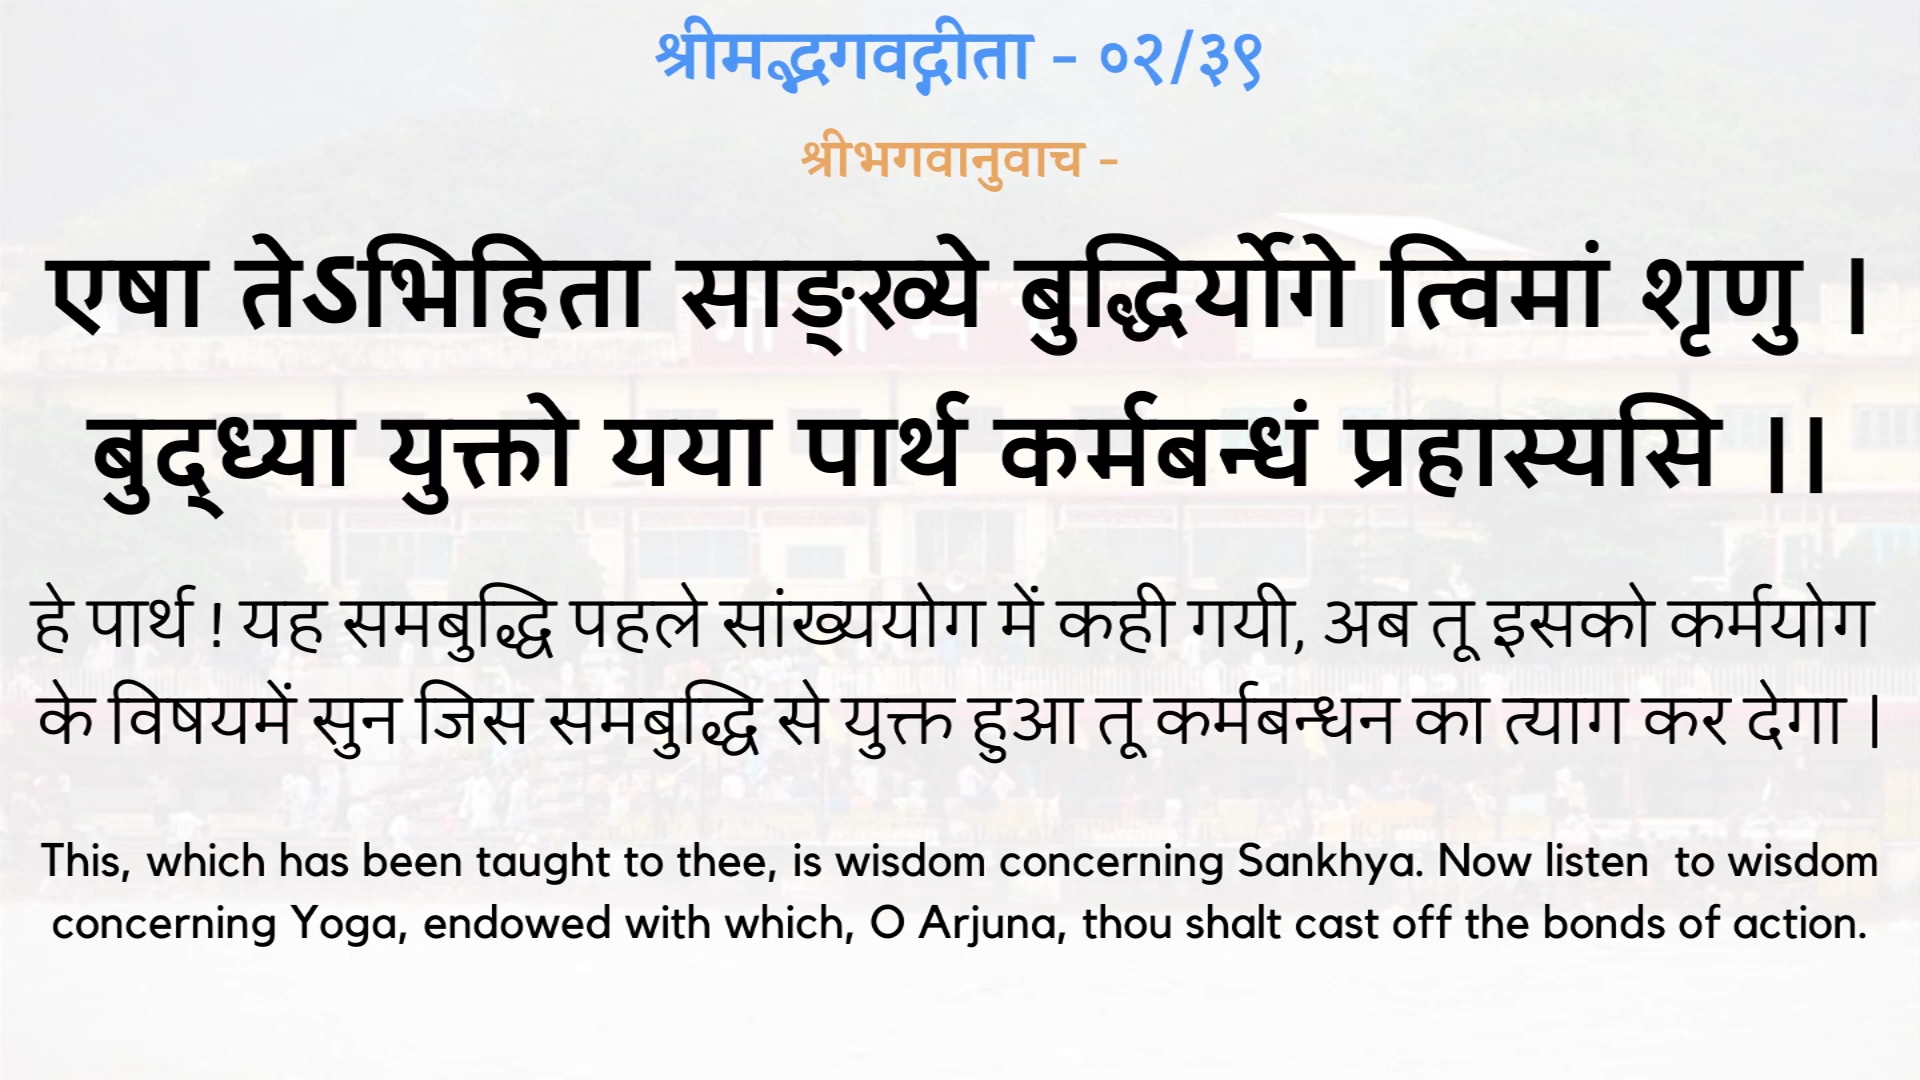 श्रीमद्भगवद्गीता - ०२/३९
श्रीभगवानुवाच -
एषा तेऽभिहिता साङ्ख्ये बुद्धिर्योगे त्विमां शृणु |
बुद्ध्या युक्तो यया पार्थ कर्मबन्धं प्रहास्यसि ||
हे पार्थ ! यह समबुद्धि पहले सांख्ययोग में कही गयी, अब तू इसको कर्मयोग
के विषयमें सुन जिस समबुद्धि से युक्त हुआ तू कर्मबन्धन का त्याग कर देगा |
This, which has been taught to thee, is wisdom concerning Sankhya. Now listen to wisdom
concerning Yoga, endowed with which, O Arjuna, thou shalt cast off the bonds of action.